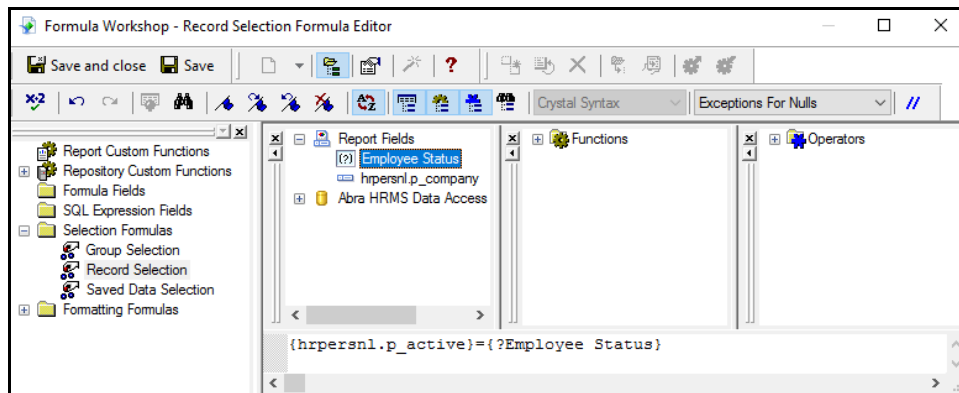 Formula Workshop - Record Selection Formula Editor
Save and close Save ?
x+2 A Z Crystal Syntax Exceptions For Nulls //
Report Custom Functions
Repository Custom Functions
Formula Fields
SQL Expression Fields
Selection Formulas
Group Selection
Record Selection
Saved Data Selection
Formatting Formulas
Report Fields
(?) Employee Status
hrpersnl.p_company
Abra HRMS Data Access
Functions
Operators
{hrpersnl.p_active}={?Employee Status}